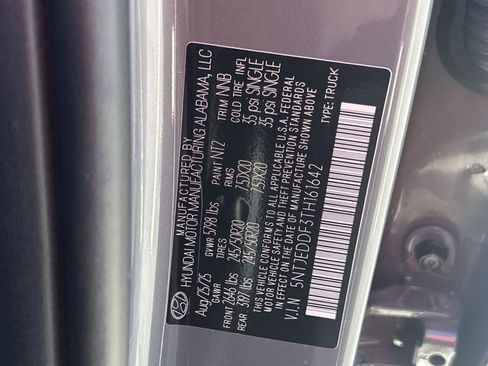 MANUFACTURED BY
HYUNDAI MOTOR MANUFACTURING ALABAMA, LLC
Aug/25/25 GVWR 5798 lbs PAINT NT2 TRIM NNB
GAWR TIRES RIMS COLD TIRE INFL
FRONT 2646 lbs 245/50R20 7.5JX20 35 psi SINGLE
REAR 3197 lbs 245/50R20 7.5JX20 35 psi SINGLE
THIS VEHICLE CONFORMS TO ALL APPLICABLE U.S.A. FEDERAL
MOTOR VEHICLE SAFETY AND THEFT PREVENTION STANDARDS
IN EFFECT ON THE DATE OF MANUFACTURE SHOWN ABOVE
V.I.N 5NTJEDDF3TH161642 TYPE: TRUCK